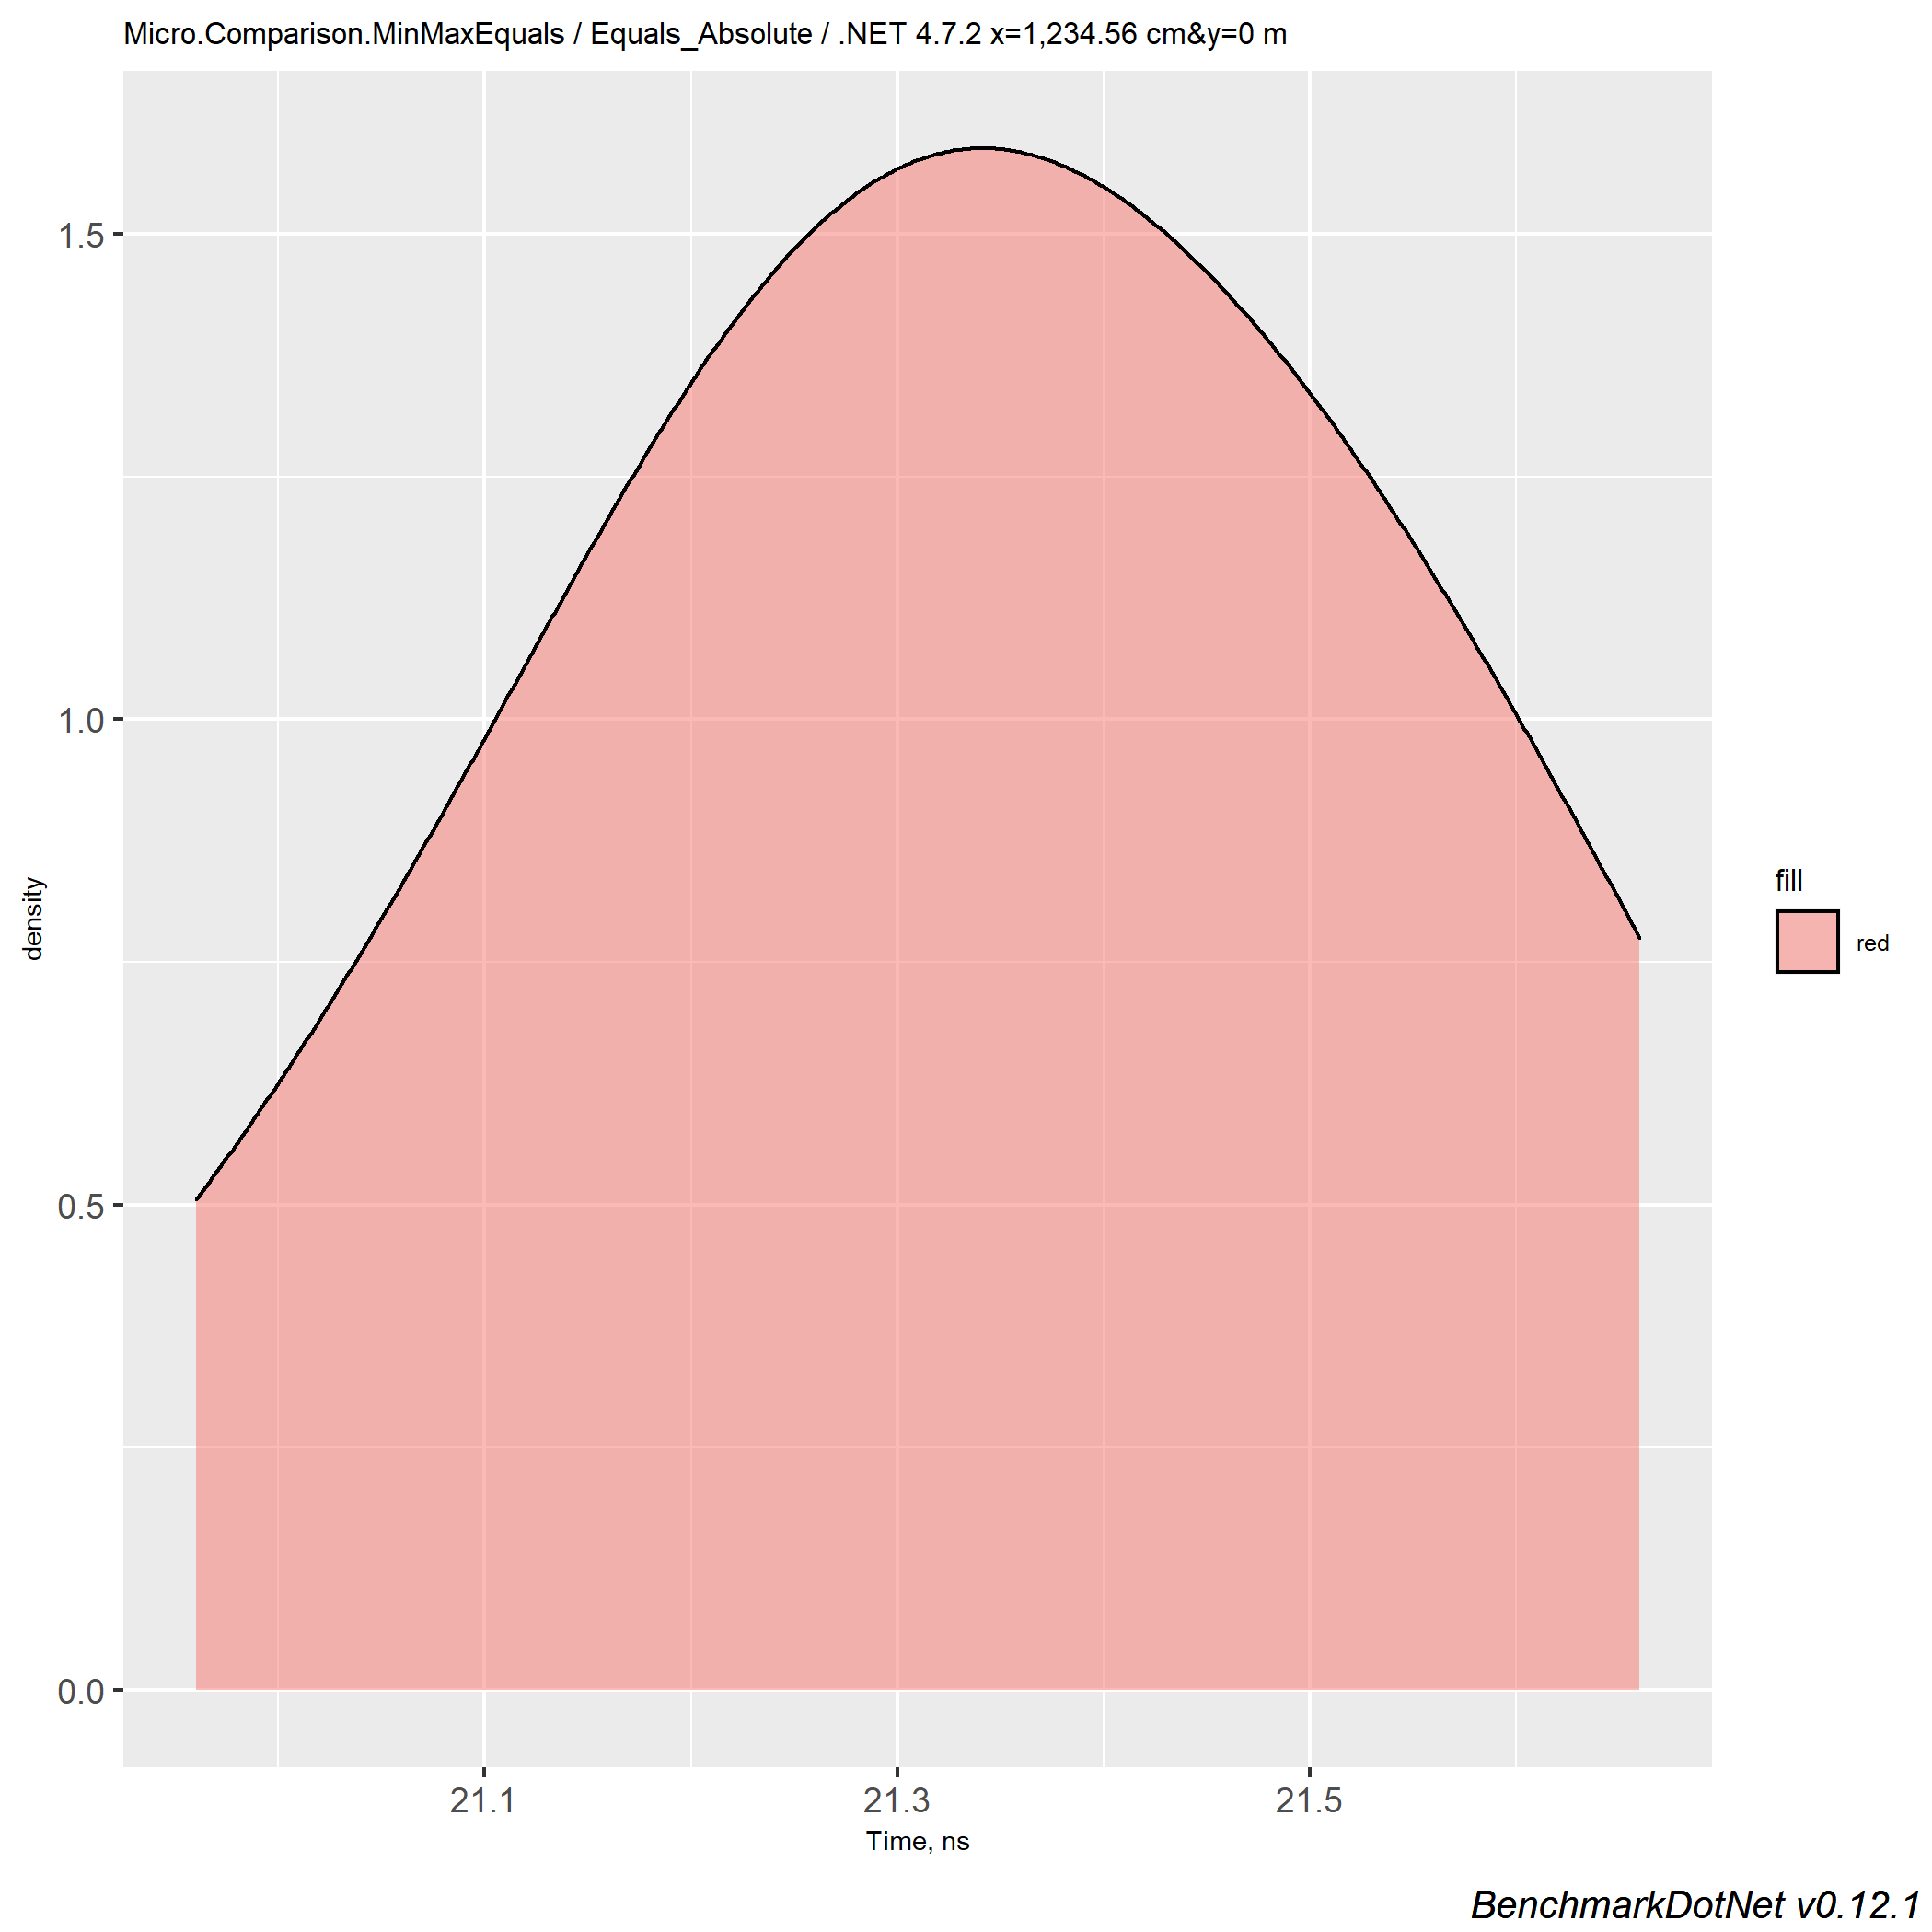 Micro.Comparison.MinMaxEquals / Equals_Absolute / .NET 4.7.2 x=1,234.56 cm&y=0 m
density
1.5
1.0
0.5
0.0
21.1
21.3
21.5
Time, ns
fill
red
BenchmarkDotNet v0.12.1